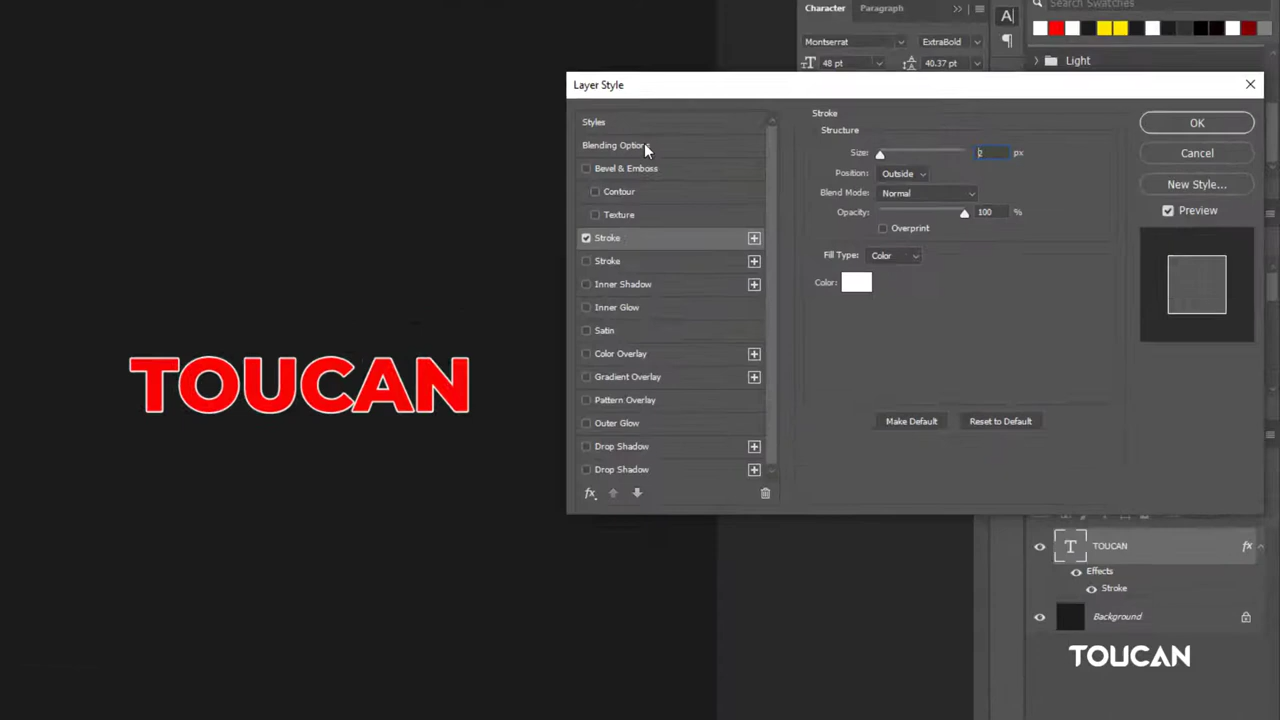 Character
Paragraph
Search Swatches
Montserrat
ExtraBold
48 pt
40.37 pt
Light
Layer Style
Styles
Blending Options
Bevel & Emboss
Contour
Texture
Stroke
Stroke
Inner Shadow
Inner Glow
Satin
Color Overlay
Gradient Overlay
Pattern Overlay
Outer Glow
Drop Shadow
Drop Shadow
fx
Stroke
Structure
Size: 2 px
Position: Outside
Blend Mode: Normal
Opacity: 100 %
Overprint
Fill Type: Color
Color:
Make Default
Reset to Default
OK
Cancel
New Style...
Preview
TOUCAN
T TOUCAN fx
Effects
Stroke
Background
TOUCAN